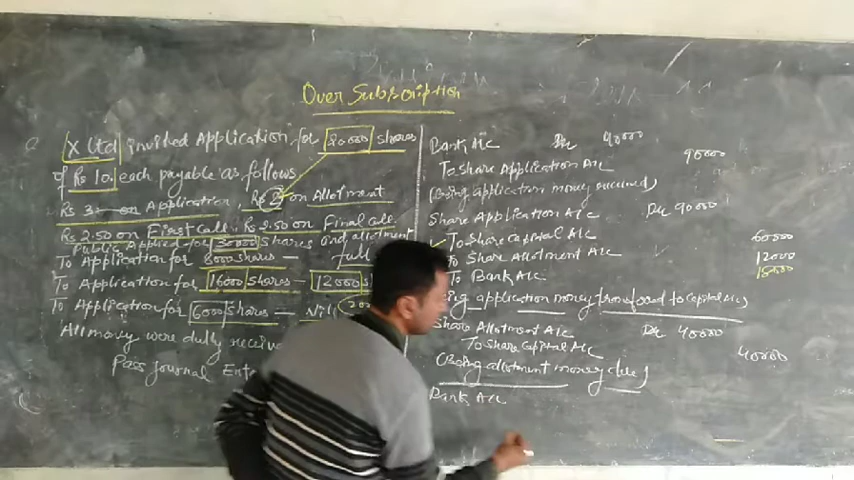 Over Subscription
X Ltd invited Application for 20000 shares
of Rs 10 each payable as follows
Rs 3 on Application, Rs 2 on Allotment
Rs 2.50 on First call, Rs 2.50 on Final call.
Public Applied for 30000 shares and allotment
To Application for 8000 shares — full
To Application for 16000 shares — 12000
To Application for 6000 shares — Nil
All money were duly receive
Pass Journal Ent
Bank A/C Dr 90000
To Share Application A/C 90000
(Being application money received)
Share Application A/C Dr 90000
To Share Capital A/C 60000
To Share Allotment A/C 12000
To Bank A/C 18000
ing application money transferred to capital A/C)
Share Allotment A/C Dr 40000
To Share Capital A/C 40000
(Being allotment money due)
Bank A/C